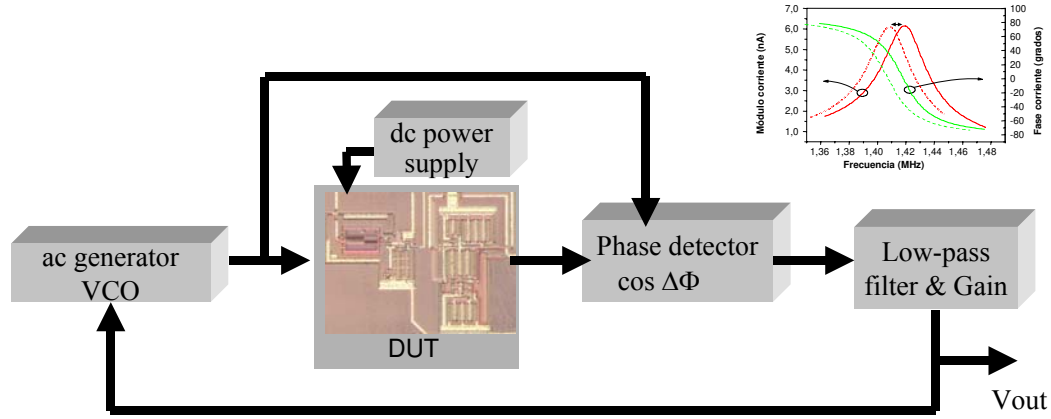 7,0
6,0
5,0
4,0
3,0
2,0
1,0
Módulo corriente (nA)
100
80
60
40
20
0
-20
-40
-60
-80
Fase corriente (grados)
1,36 1,38 1,40 1,42 1,44 1,46 1,48
Frecuencia (MHz)
dc power
supply
ac generator
VCO
DUT
Phase detector
cos ΔΦ
Low-pass
filter & Gain
Vout